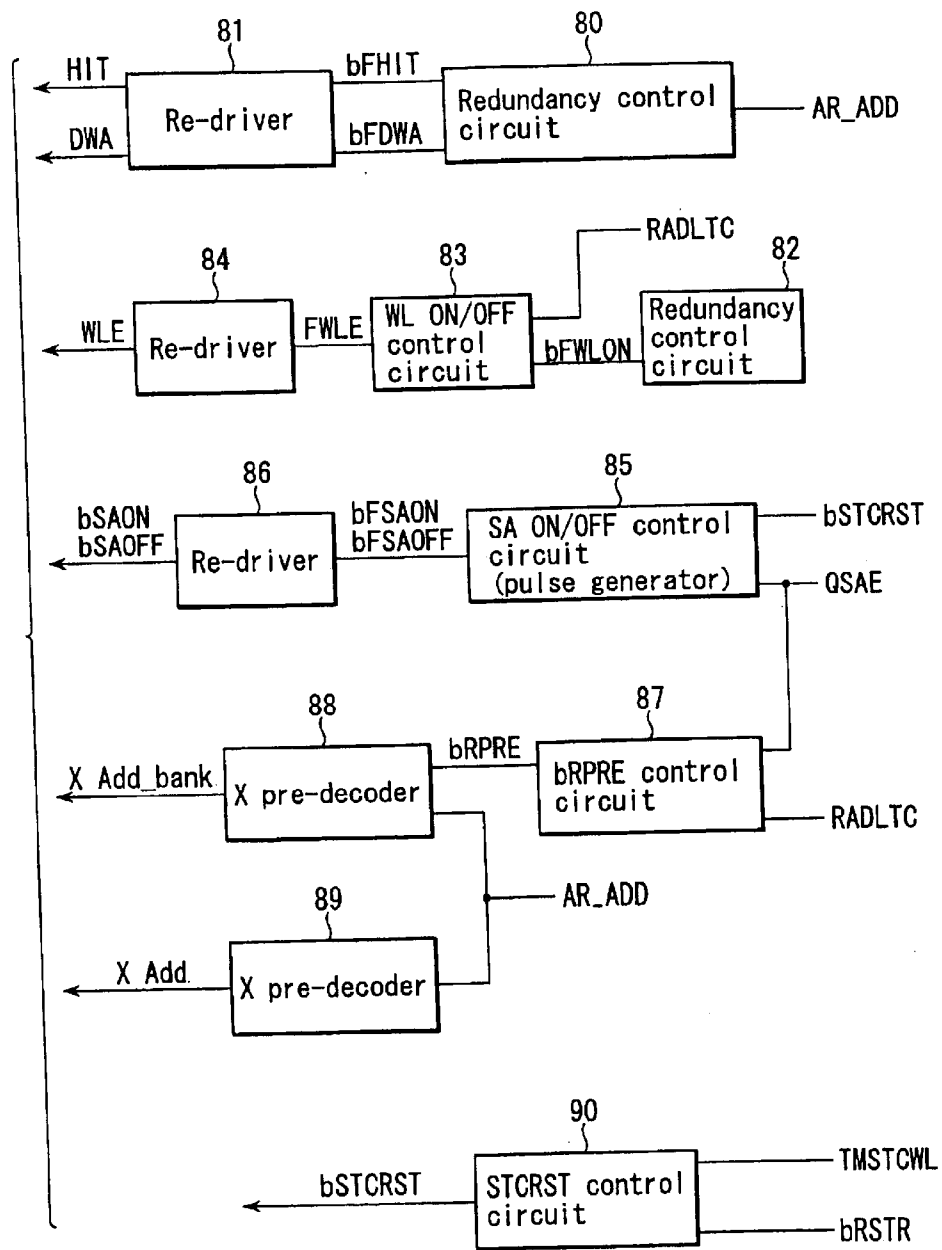 81
80
HIT
bFHIT
Re-driver
Redundancy control
circuit
AR_ADD
DWA
bFDWA
RADLTC
84
83
82
WLE
Re-driver
FWLE
WL ON/OFF
control
circuit
bFWLON
Redundancy
control
circuit
86
85
bSAON
bSAOFF
Re-driver
bFSAON
bFSAOFF
SA ON/OFF control
circuit
(pulse generator)
bSTCRST
QSAE
88
87
X Add_bank
X pre-decoder
bRPRE
bRPRE control
circuit
RADLTC
AR_ADD
89
X Add
X pre-decoder
90
bSTCRST
STCRST control
circuit
TMSTCWL
bRSTR